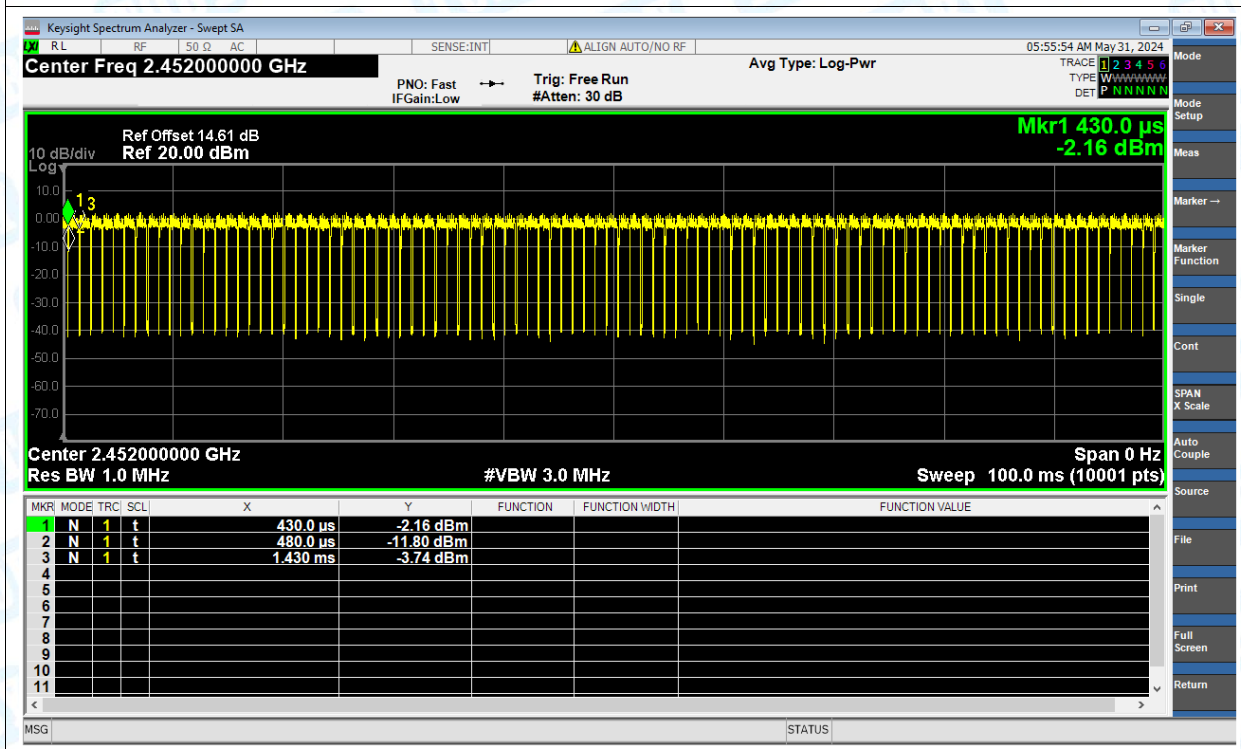 Keysight Spectrum Analyzer - Swept SA
LXI RL RF 50 Ω AC SENSE:INT ALIGN AUTO/NO RF 05:55:54 AM May 31, 2024
Center Freq 2.452000000 GHz
PNO: Fast
IFGain:Low
Trig: Free Run
#Atten: 30 dB
Avg Type: Log-Pwr
TRACE 1 2 3 4 5 6
TYPE WWWWWW
DET P N N N N N
Mkr1 430.0 µs
-2.16 dBm
Ref Offset 14.61 dB
10 dB/div Ref 20.00 dBm
Log
10.0
0.00
-10.0
-20.0
-30.0
-40.0
-50.0
-60.0
-70.0
1
3
2
Center 2.452000000 GHz Span 0 Hz
Res BW 1.0 MHz #VBW 3.0 MHz Sweep 100.0 ms (10001 pts)
MKR MODE TRC SCL X Y FUNCTION FUNCTION WIDTH FUNCTION VALUE
1 N 1 t 430.0 µs -2.16 dBm
2 N 1 t 480.0 µs -11.80 dBm
3 N 1 t 1.430 ms -3.74 dBm
4
5
6
7
8
9
10
11
MSG STATUS
Mode
Mode
Setup
Meas
Marker →
Marker
Function
Single
Cont
SPAN
X Scale
Auto
Couple
Source
File
Print
Full
Screen
Return